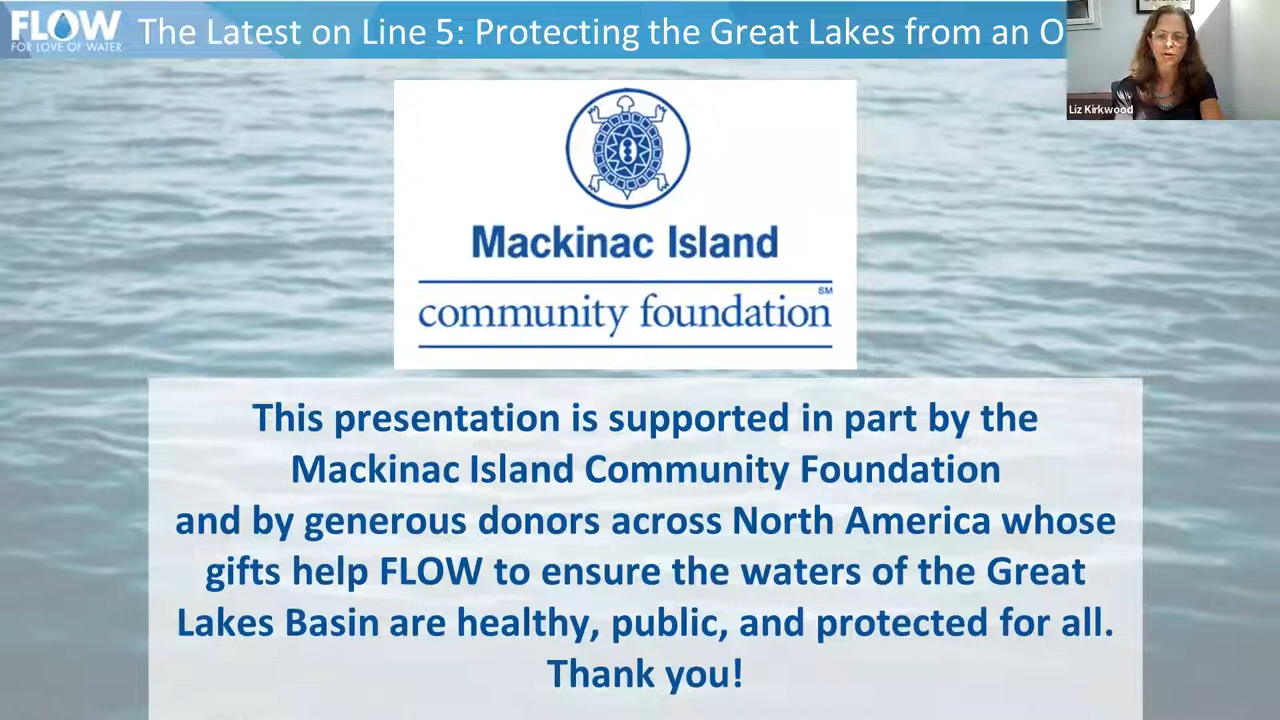 FLOW
FOR LOVE OF WATER
The Latest on Line 5: Protecting the Great Lakes from an O
Liz Kirkwood
Mackinac Island
community foundation SM
This presentation is supported in part by the
Mackinac Island Community Foundation
and by generous donors across North America whose
gifts help FLOW to ensure the waters of the Great
Lakes Basin are healthy, public, and protected for all.
Thank you!